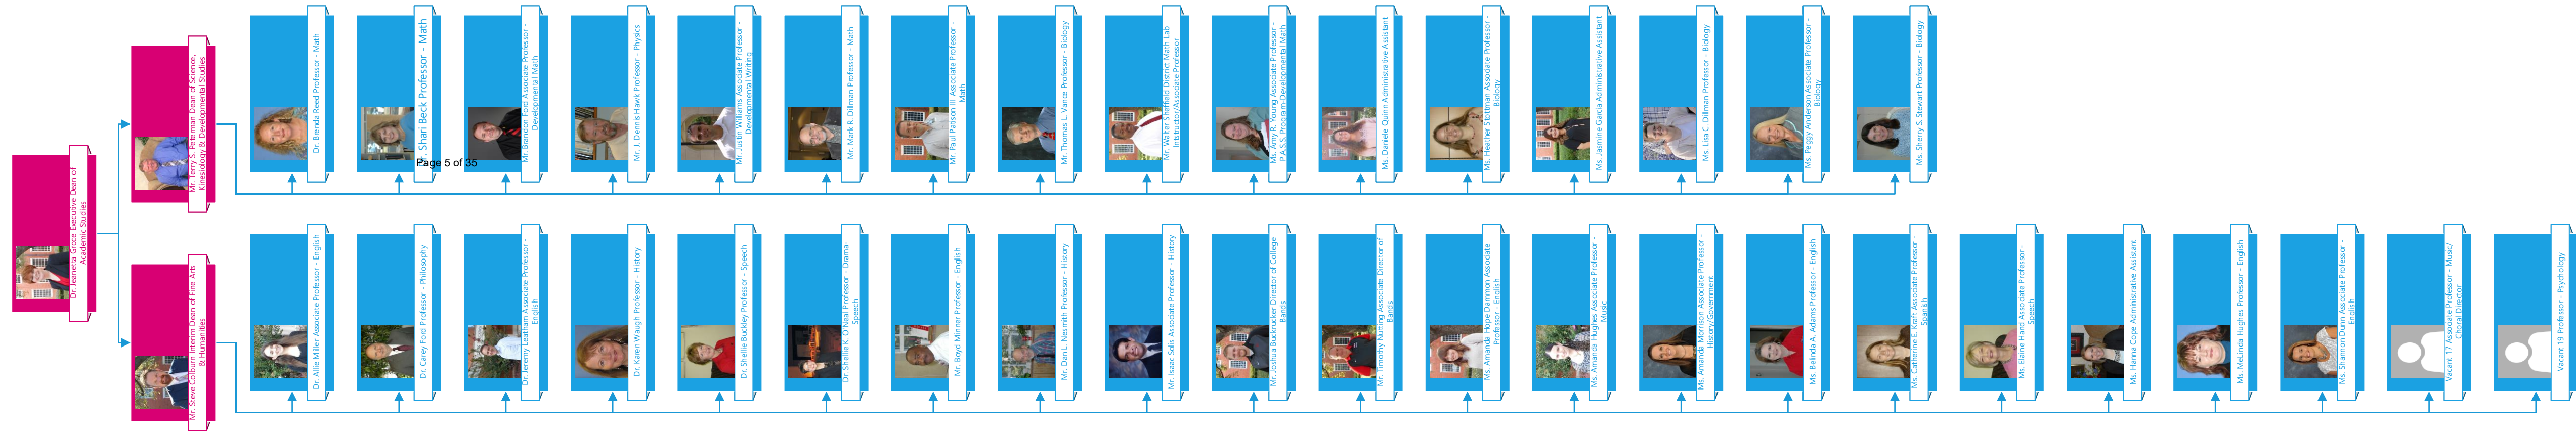 Dr. Jeanetta Groce Executive Dean of
Academic Studies
Mr. Terry S. Peterman Dean of Science,
Kinesiology & Developmental Studies
Dr. Brenda Reed Professor - Math
Dr. Shari Beck Professor - Math
Mr. Brandon Ford Associate Professor -
Developmental Math
Mr. J. Dennis Hawk Professor - Physics
Mr. Justin Williams Associate Professor -
Developmental Writing
Mr. Mark R. Dillman Professor - Math
Mr. Paul Patison III Associate Professor -
Math
Mr. Thomas L. Vance Professor - Biology
Mr. Walter Sheffield District Math Lab
Instructor/Associate Professor
Ms. Amy R. Young Associate Professor -
P.A.S.S. Program-Developmental Math
Ms. Daniele Quinn Administrative Assistant
Ms. Heather Stottman Associate Professor -
Biology
Ms. Jasmine Garcia Administrative Assistant
Ms. Lisa C. Dillman Professor - Biology
Ms. Peggy Anderson Associate Professor -
Biology
Ms. Sherry S. Stewart Professor - Biology
Page 5 of 35
Mr. Steve Colburn Interim Dean of Fine Arts
& Humanities
Dr. Allie Miller Associate Professor - English
Dr. Carey Ford Professor - Philosophy
Dr. Jeremy Leatham Associate Professor -
English
Dr. Karen Waugh Professor - History
Dr. Shellie Buckley Professor - Speech
Dr. Shellie K. O'Neal Professor - Drama-
Speech
Mr. Boyd Minner Professor - English
Mr. Dan L. Nesmith Professor - History
Mr. Isaac Solis Associate Professor - History
Mr. Joshua Buckrucker Director of College
Bands
Mr. Timothy Nutting Associate Director of
Bands
Ms. Amanda Hope Dammon Associate
Professor - English
Ms. Amanda Hughes Associate Professor -
Music
Ms. Amanda Morrison Associate Professor -
History/Government
Ms. Belinda A. Adams Professor - English
Ms. Catherine E. Kraft Associate Professor -
Spanish
Ms. Elaine Hand Associate Professor -
Speech
Ms. Hanna Cope Administrative Assistant
Ms. MeLinda Hughes Professor - English
Ms. Shannon Dunn Associate Professor -
English
Vacant 17 Associate Professor - Music/
Choral Director
Vacant 19 Professor - Psychology